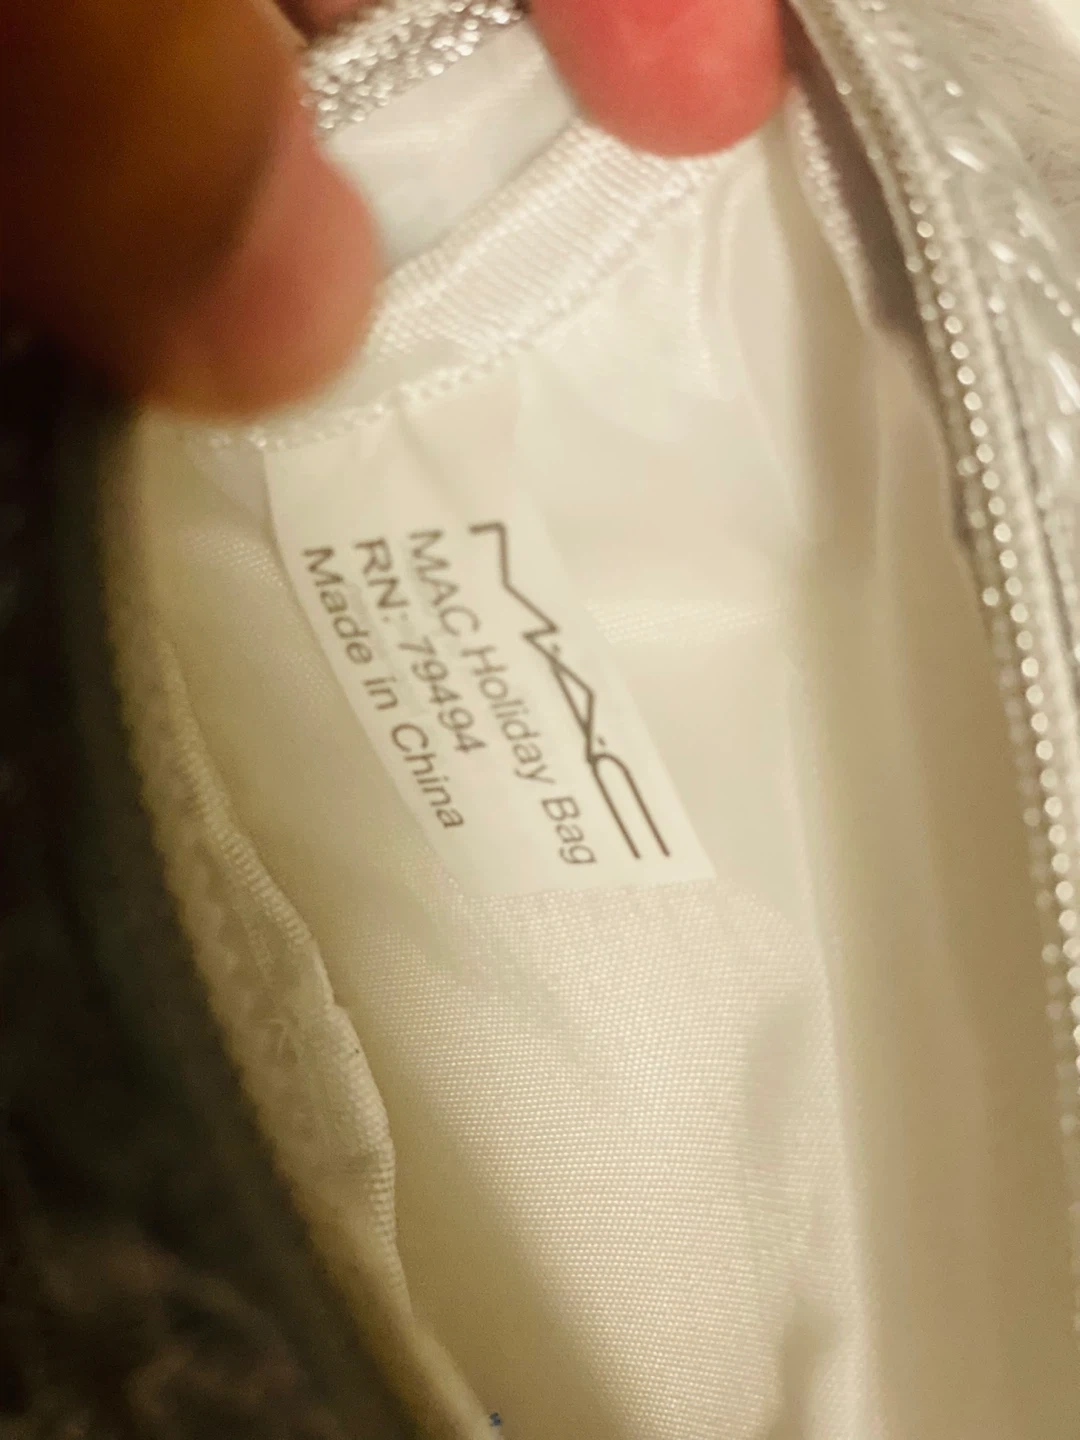 MAC
MAC Holiday Bag
RN: 79494
Made in China